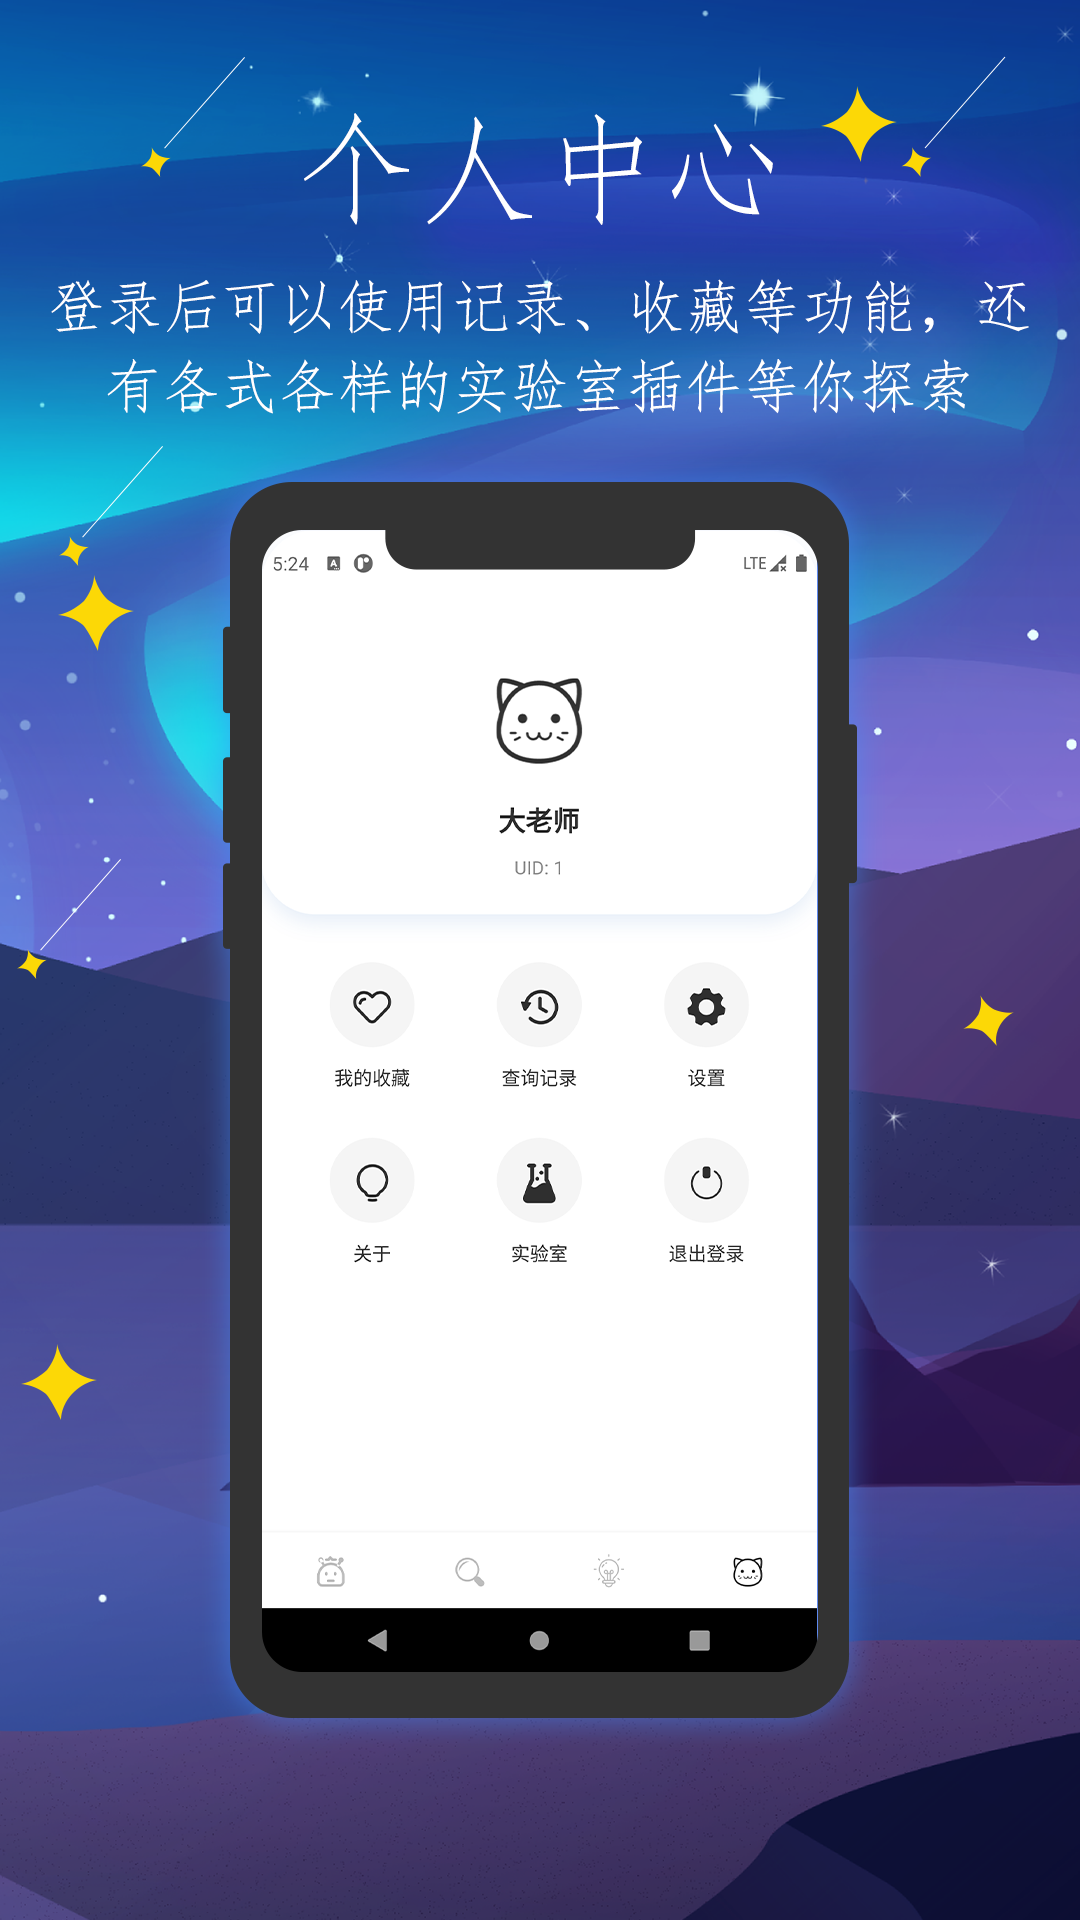 个人中心
登录后可以使用记录、收藏等功能，还
有各式各样的实验室插件等你探索
5:24 A LTE
大老师
UID: 1
我的收藏 查询记录 设置
关于 实验室 退出登录